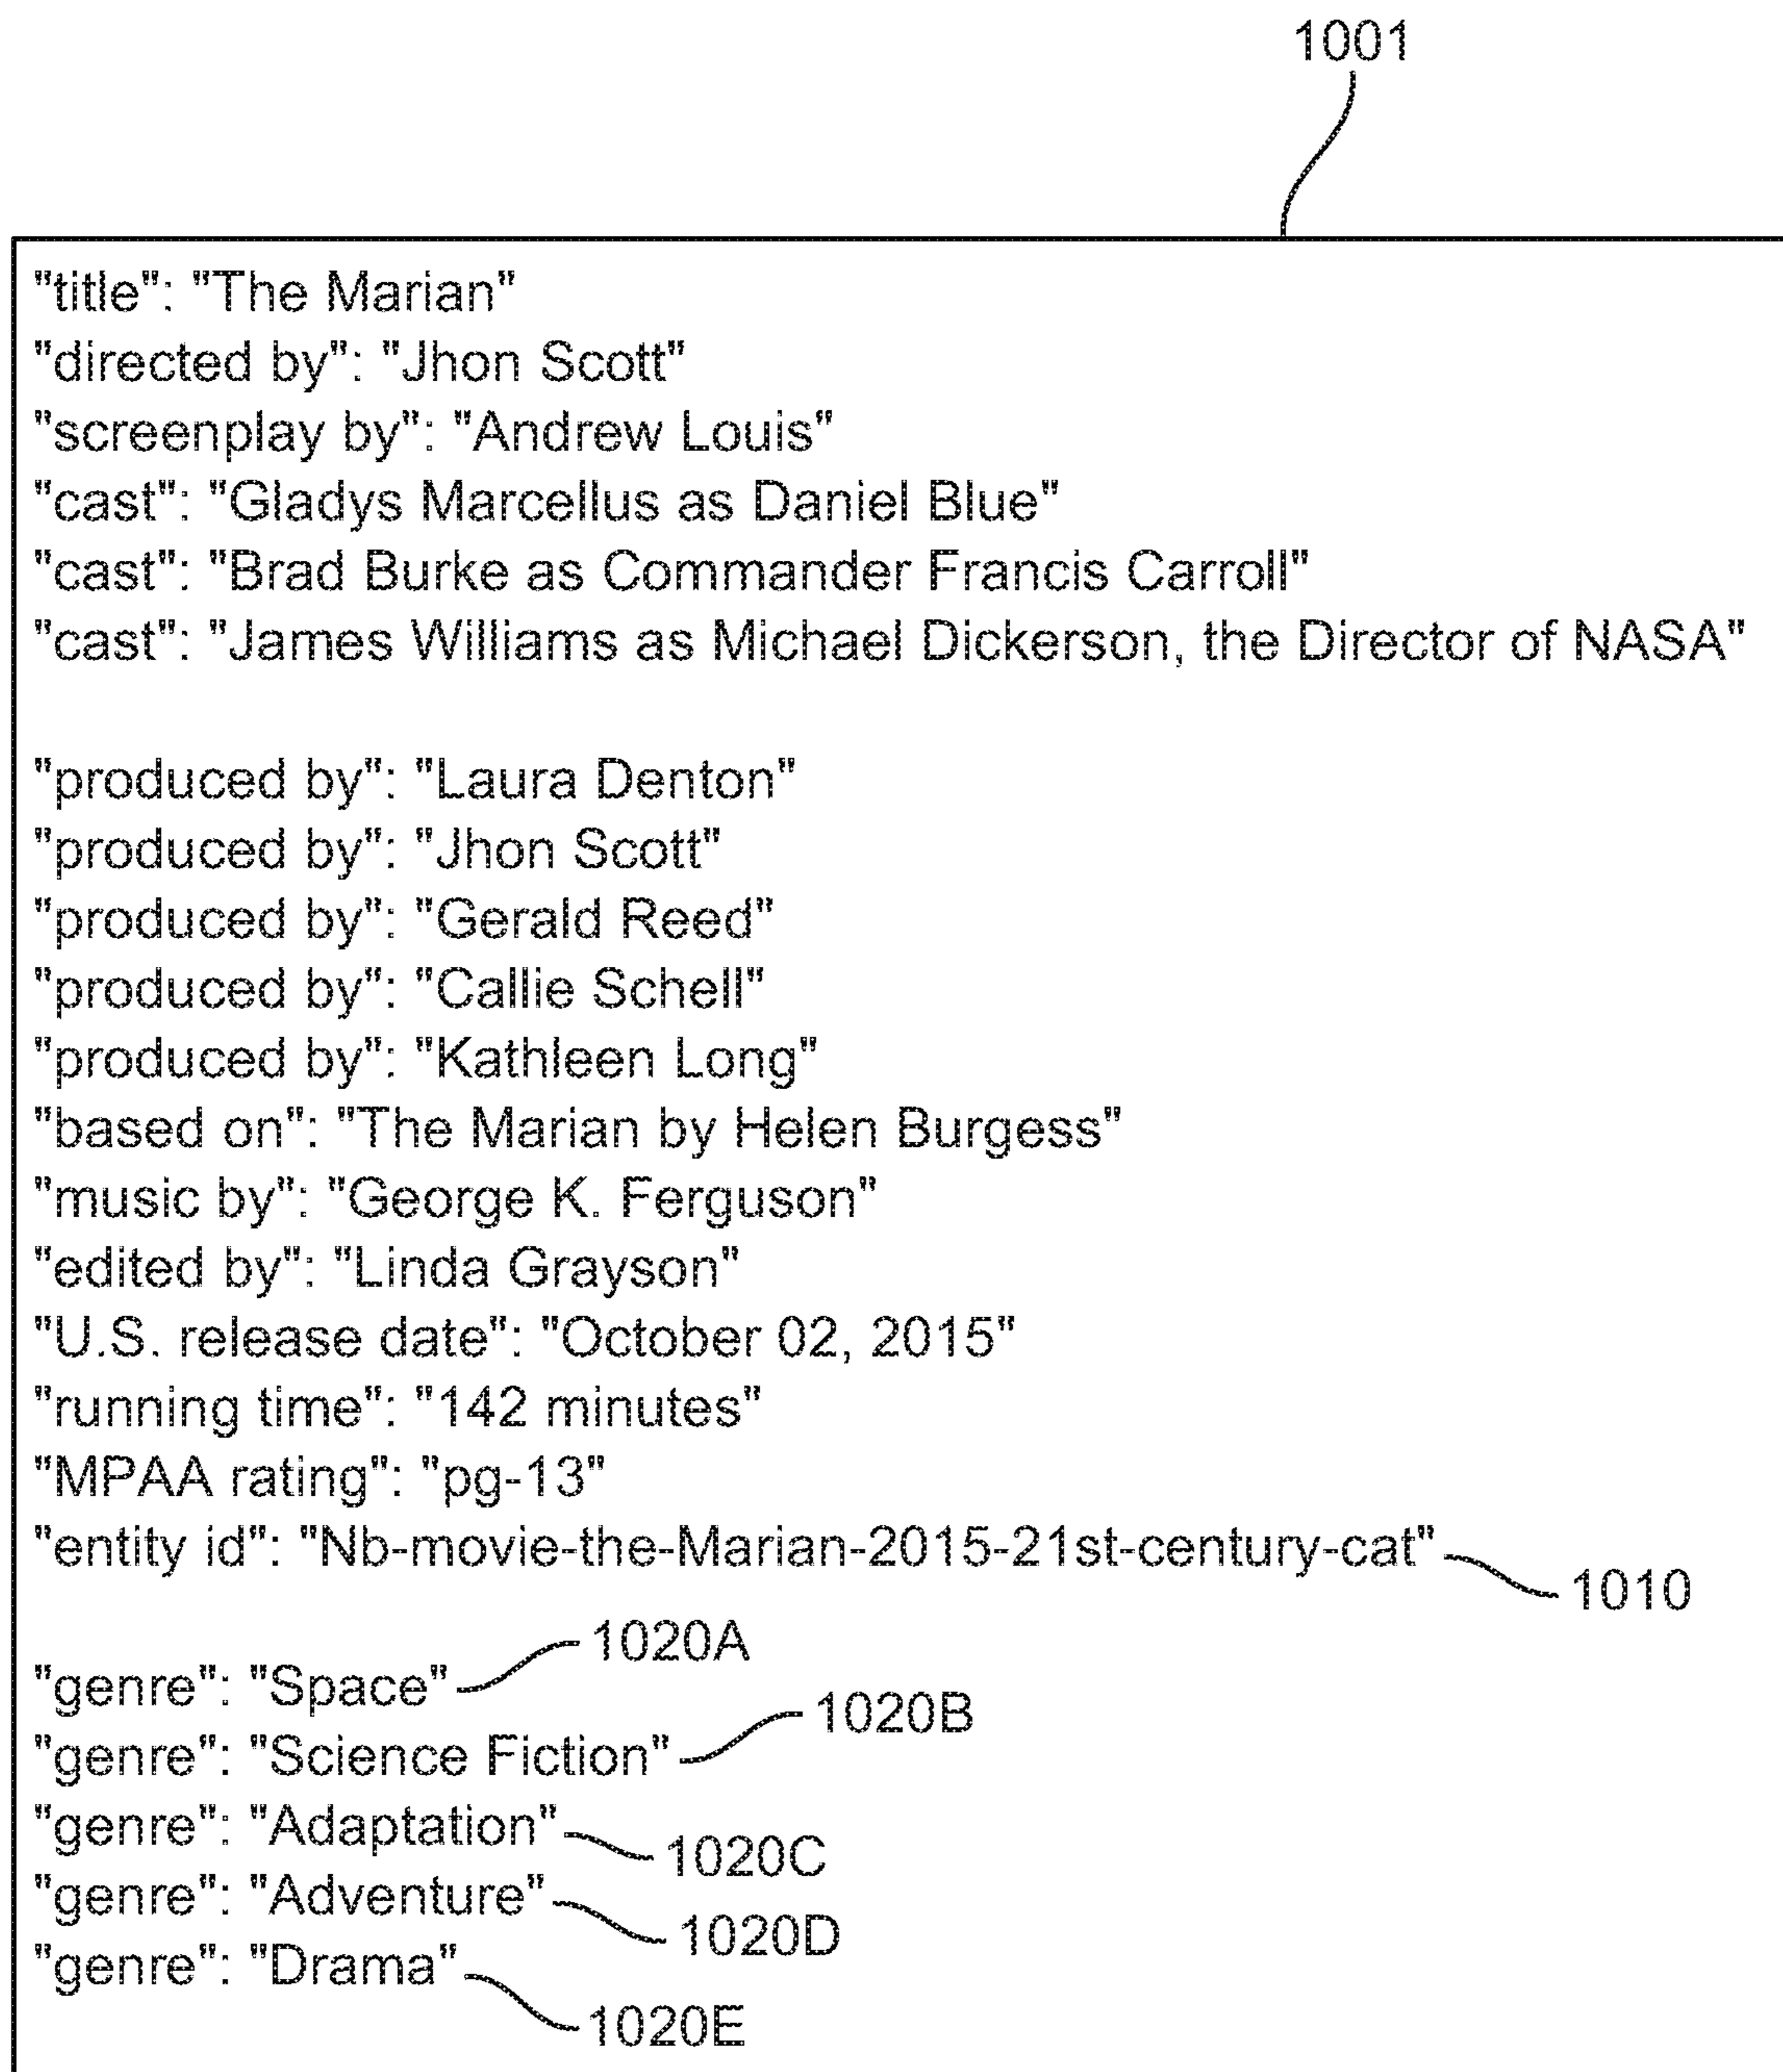 1001
"title": "The Marian"
"directed by": "Jhon Scott"
"screenplay by": "Andrew Louis"
"cast": "Gladys Marcellus as Daniel Blue"
"cast": "Brad Burke as Commander Francis Carroll"
"cast": "James Williams as Michael Dickerson, the Director of NASA"
"produced by": "Laura Denton"
"produced by": "Jhon Scott"
"produced by": "Gerald Reed"
"produced by": "Callie Schell"
"produced by": "Kathleen Long"
"based on": "The Marian by Helen Burgess"
"music by": "George K. Ferguson"
"edited by": "Linda Grayson"
"U.S. release date": "October 02, 2015"
"running time": "142 minutes"
"MPAA rating": "pg-13"
"entity id": "Nb-movie-the-Marian-2015-21st-century-cat"
1010
1020A
"genre": "Space"
1020B
"genre": "Science Fiction"
"genre": "Adaptation"
1020C
"genre": "Adventure"
1020D
"genre": "Drama"
1020E